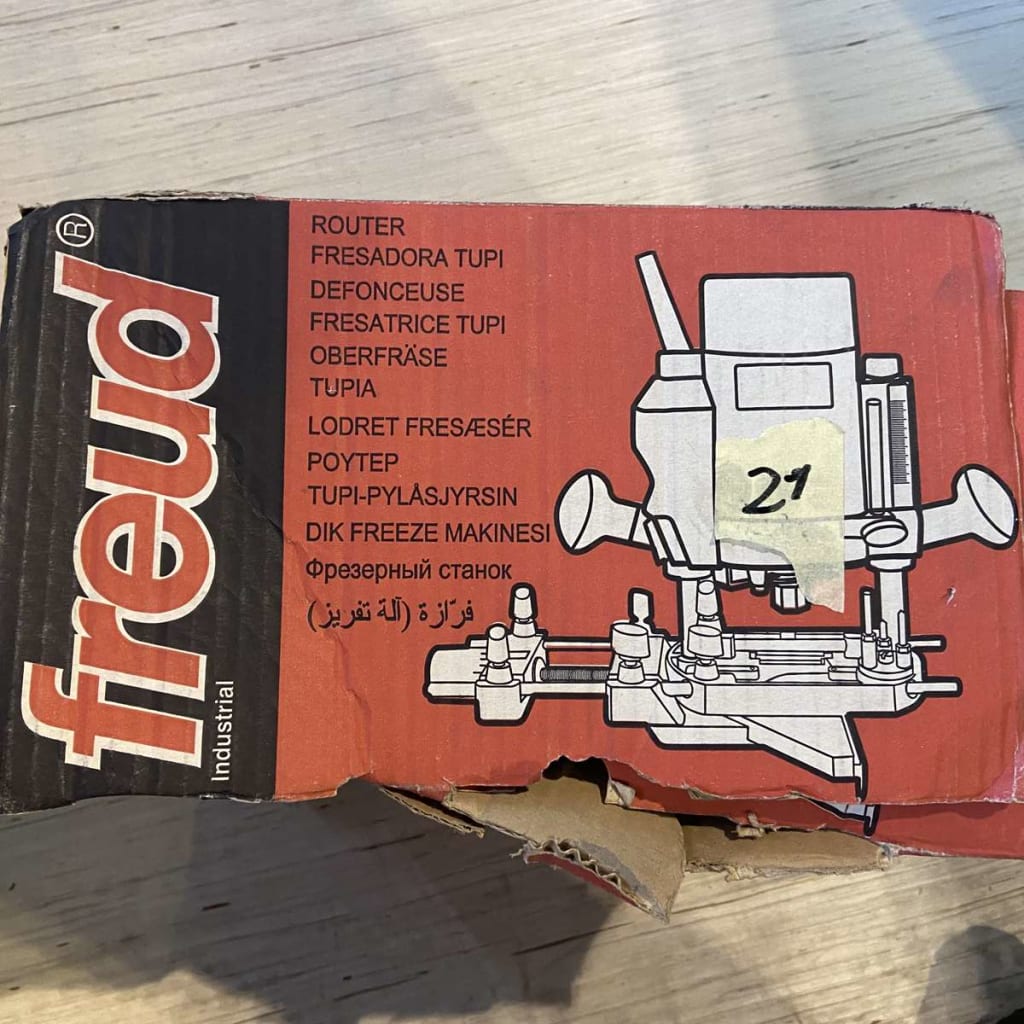 freud®
Industrial
ROUTER
FRESADORA TUPI
DEFONCEUSE
FRESATRICE TUPI
OBERFRÄSE
TUPIA
LODRET FRESÆSÉR
РОУТЕР
TUPI-PYLÅSJYRSIN
DIK FREEZE MAKINESI
Фрезерный станок
فرّازة (آلة تفريز)
21